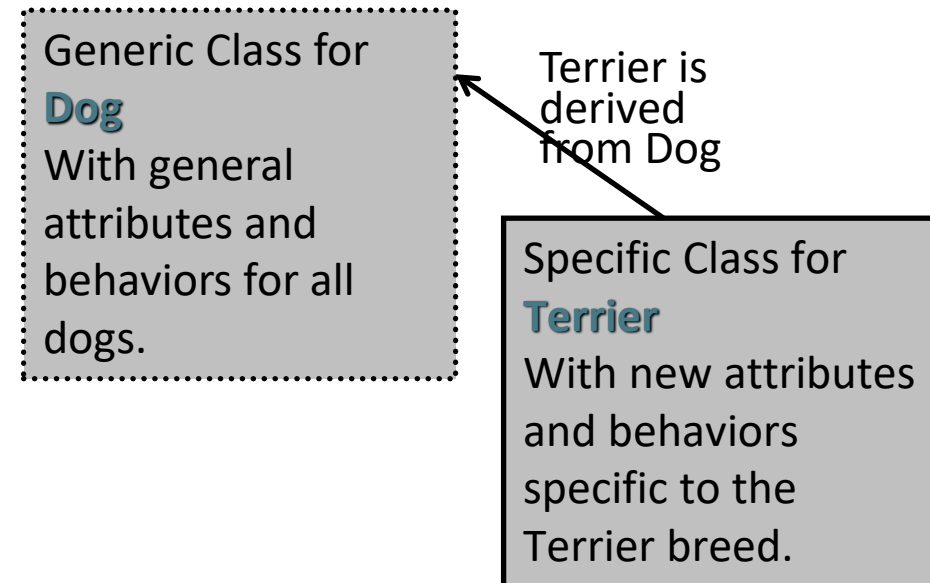 Generic Class for
Dog
With general
attributes and
behaviors for all
dogs.
Terrier is
derived
from Dog
Specific Class for
Terrier
With new attributes
and behaviors
specific to the
Terrier breed.